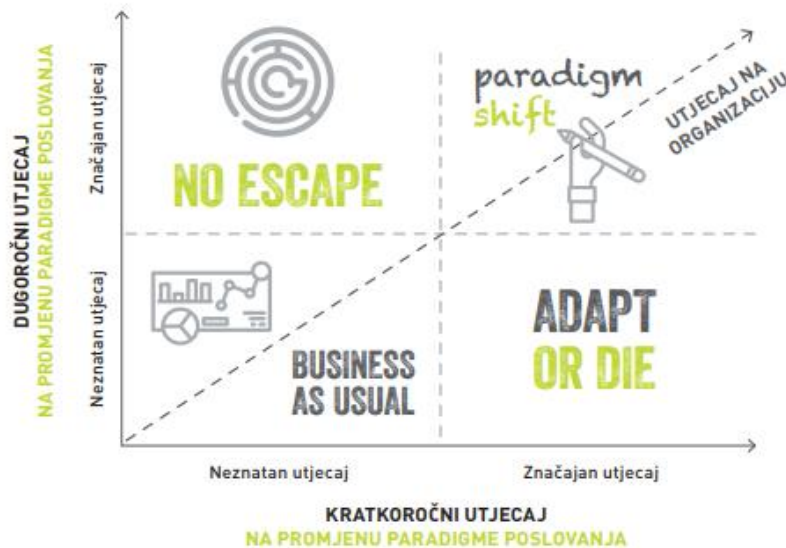 DUGOROČNI UTJECAJ
NA PROMJENU PARADIGME POSLOVANJA
Značajan utjecaj
Neznatan utjecaj
NO ESCAPE
paradigm
shift
UTJECAJ NA
ORGANIZACIJU
BUSINESS
AS USUAL
ADAPT
OR DIE
Neznatan utjecaj
Značajan utjecaj
KRATKOROČNI UTJECAJ
NA PROMJENU PARADIGME POSLOVANJA